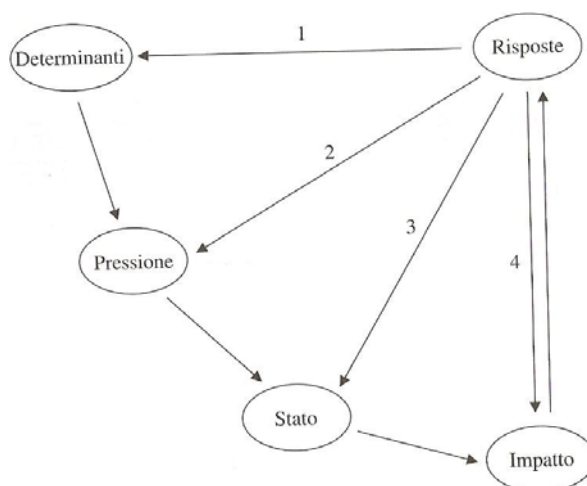 1
Determinanti
Risposte
2
3
Pressione
4
Stato
Impatto